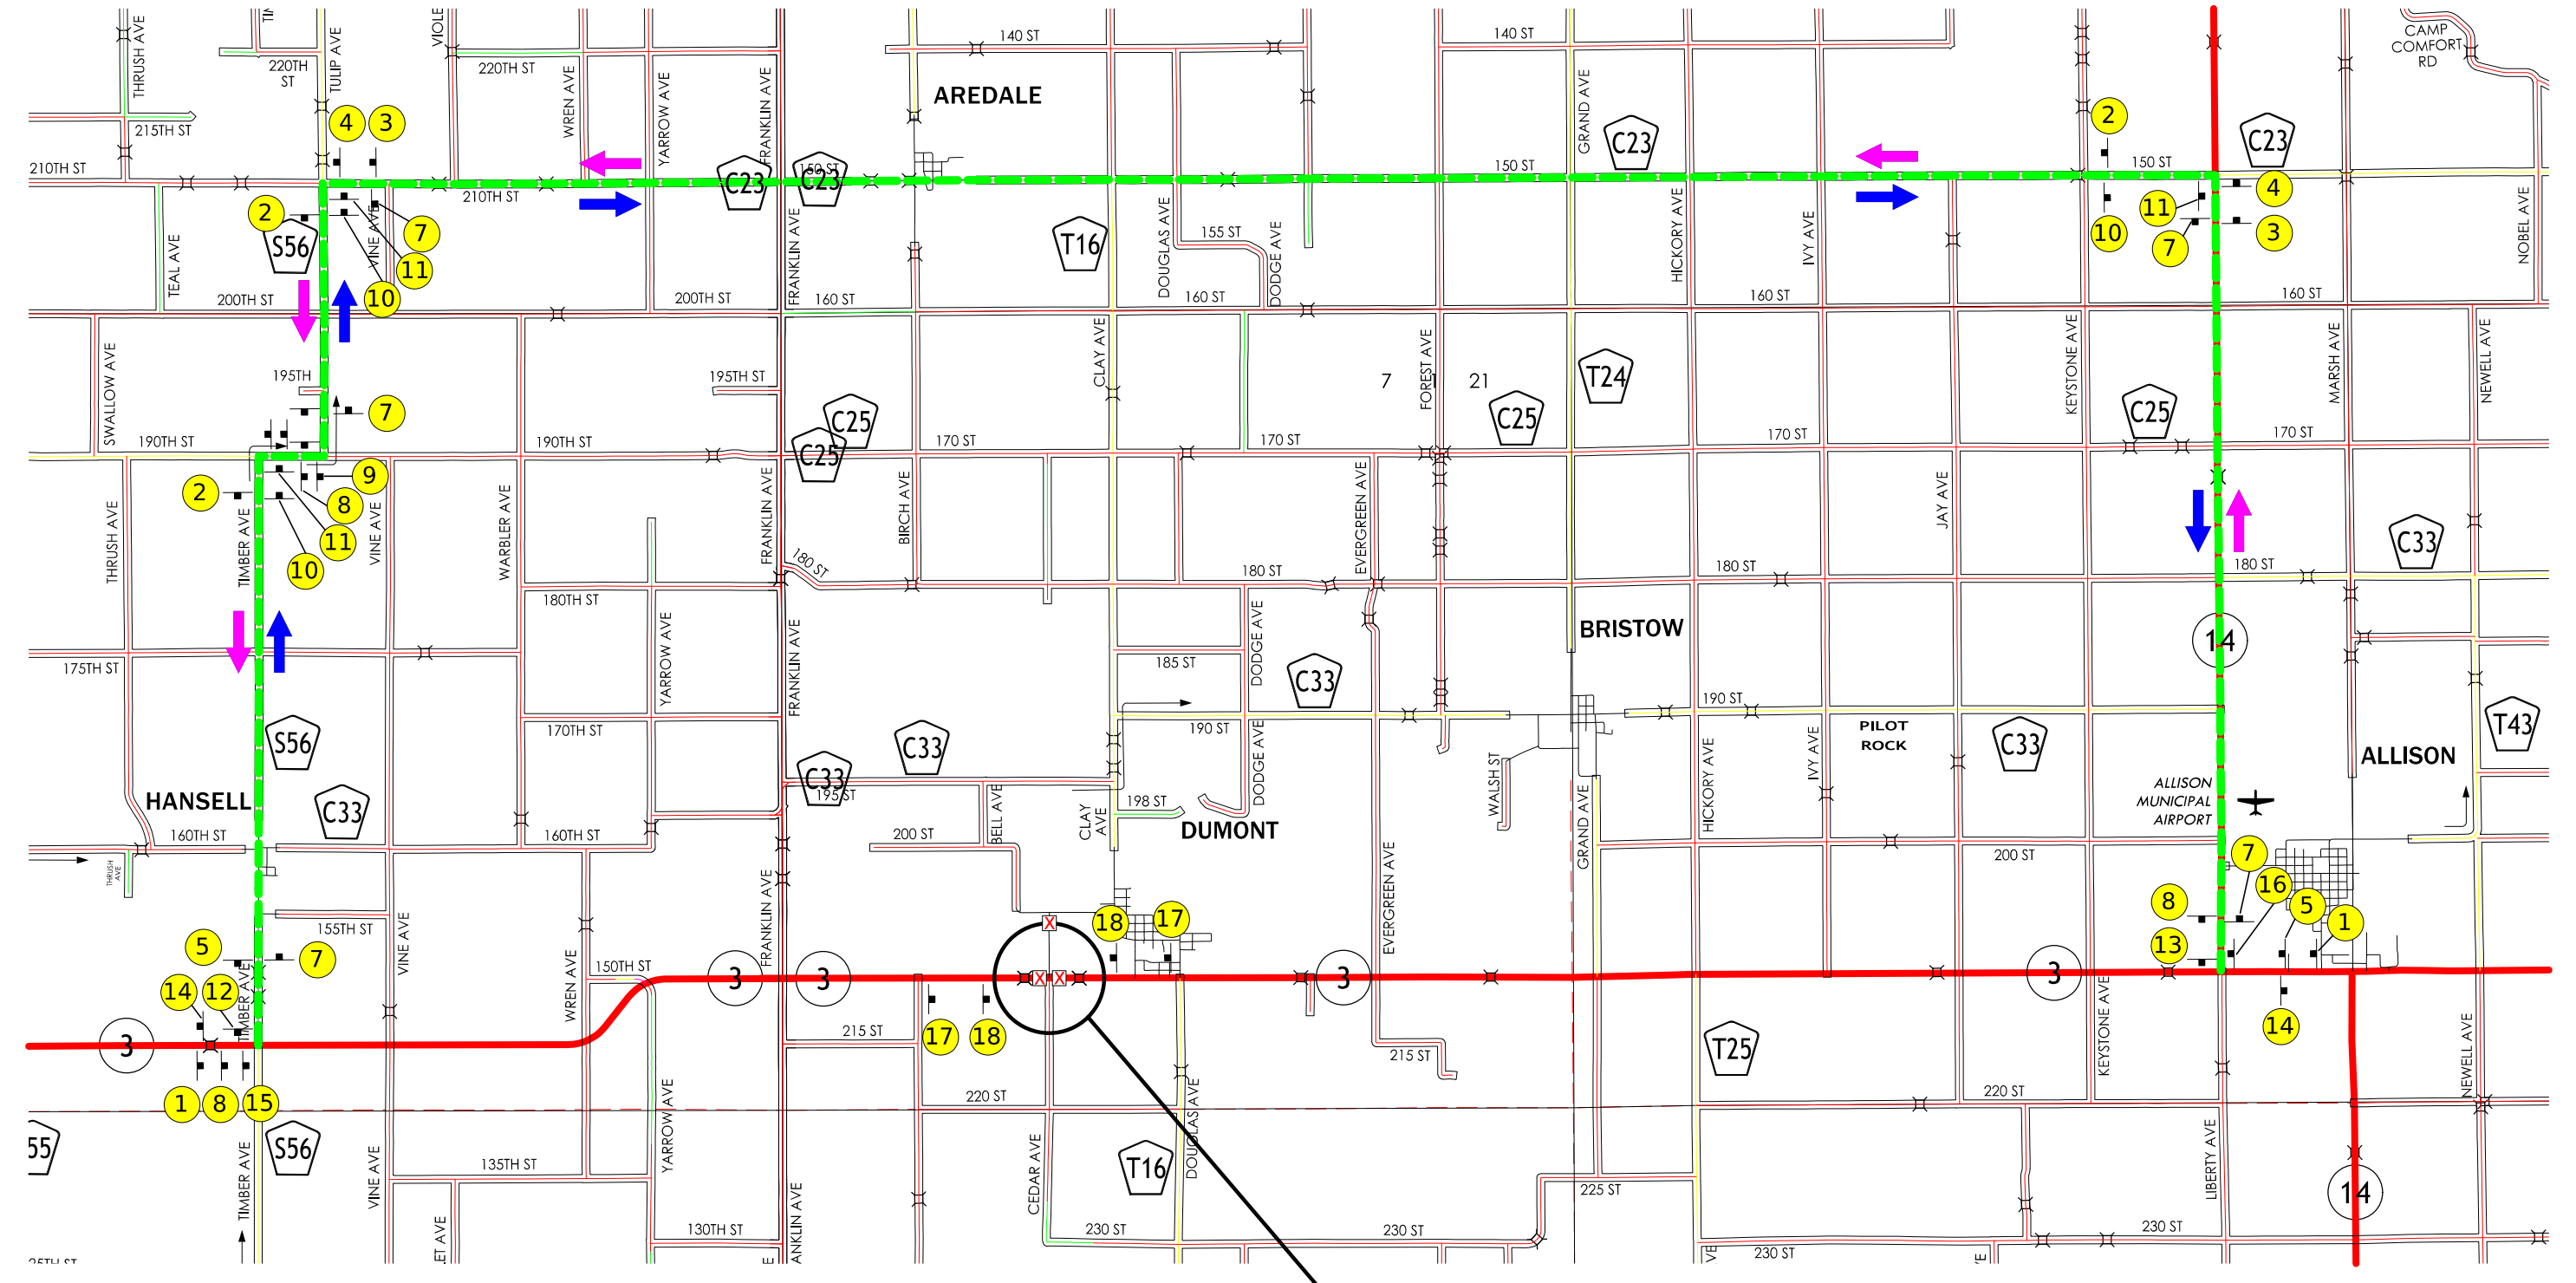 THRUSH AVE
TULIP AVE
220TH
ST
220TH ST
WREN AVE
YARROW AVE
FRANKLIN AVE
140 ST
AREDALE
140 ST
GRAND AVE
CAMP
COMFORT
RD
215TH ST
4
3
2
C23
C23
210TH ST
C23
C23
150 ST
150 ST
150 ST
210TH ST
2
S56
VINE AVE
7
11
10
TEAL AVE
FRANKLIN AVE
T16
DOUGLAS AVE
155 ST
DODGE AVE
HICKORY AVE
IVY AVE
10
11
7
4
3
NOBEL AVE
200TH ST
200TH ST
160 ST
160 ST
160 ST
160 ST
SWALLOW AVE
195TH
195TH ST
CLAY AVE
FOREST AVE
7
1
21
T24
KEYSTONE AVE
MARSH AVE
NEWELL AVE
7
C25
C25
C25
C25
190TH ST
190TH ST
170 ST
170 ST
170 ST
170 ST
2
9
8
11
10
THRUSH AVE
TIMBER AVE
VINE AVE
WARBLER AVE
FRANKLIN AVE
BIRCH AVE
EVERGREEN AVE
JAY AVE
C33
180 ST
180 ST
180 ST
180 ST
180TH ST
YARROW AVE
FRANKLIN AVE
DODGE AVE
BRISTOW
14
175TH ST
185 ST
C33
S56
170TH ST
C33
190 ST
190 ST
DODGE AVE
PILOT
ROCK
C33
T43
HANSELL
C33
C33
195 ST
BELL AVE
CLAY
AVE
198 ST
WALSH ST
GRAND AVE
HICKORY AVE
IVY AVE
ALLISON
MUNICIPAL
AIRPORT
ALLISON
160TH ST
160TH ST
200 ST
DUMONT
200 ST
THRUSH
AVE
155TH ST
VINE AVE
FRANKLIN AVE
EVERGREEN AVE
7
16
5
1
8
13
5
7
X
18
17
14
12
TIMBER AVE
WREN AVE
150TH ST
3
3
X
X
3
3
3
17
18
14
215 ST
215 ST
T25
KEYSTONE AVE
NEWELL AVE
1
8
15
220 ST
220 ST
55
TIMBER AVE
S56
VINE AVE
135TH ST
YARROW AVE
CEDAR AVE
T16
DOUGLAS AVE
225 ST
LIBERTY AVE
14
130TH ST
230 ST
230 ST
230 ST
230 ST